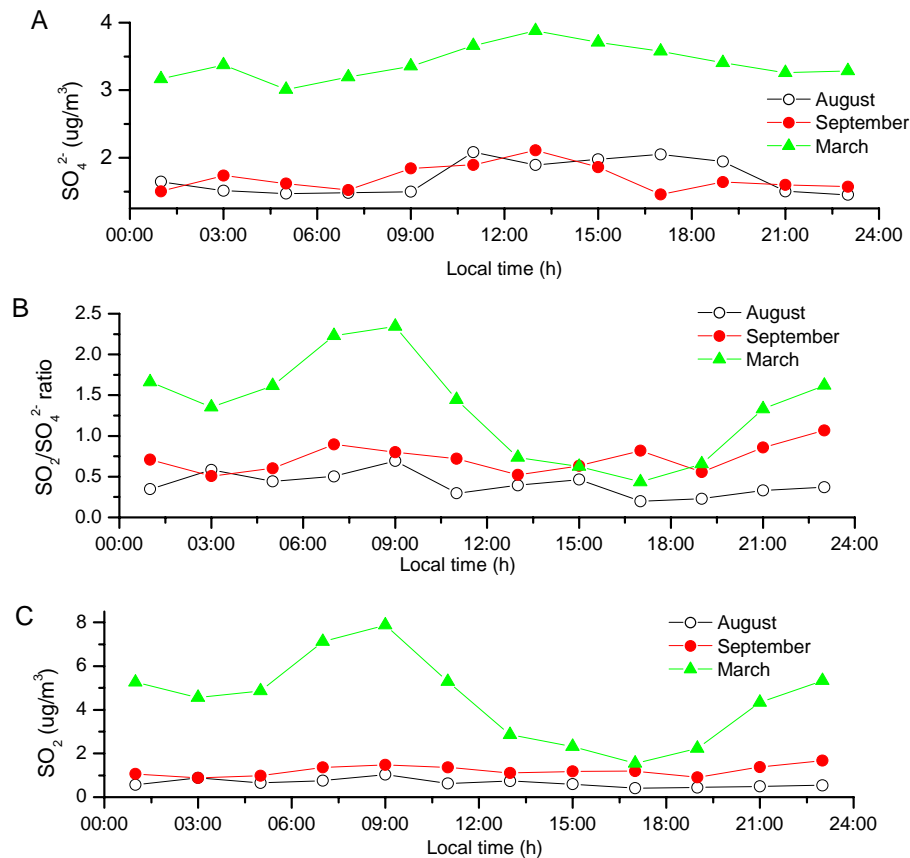 A
SO₄²⁻ (ug/m³)
4
3
2
August
September
March
00:00 03:00 06:00 09:00 12:00 15:00 18:00 21:00 24:00
Local time (h)
B
SO₂/SO₄²⁻ ratio
2.5
2.0
1.5
1.0
0.5
0.0
August
September
March
00:00 03:00 06:00 09:00 12:00 15:00 18:00 21:00 24:00
Local time (h)
C
SO₂ (ug/m³)
8
6
4
2
0
August
September
March
00:00 03:00 06:00 09:00 12:00 15:00 18:00 21:00 24:00
Local time (h)